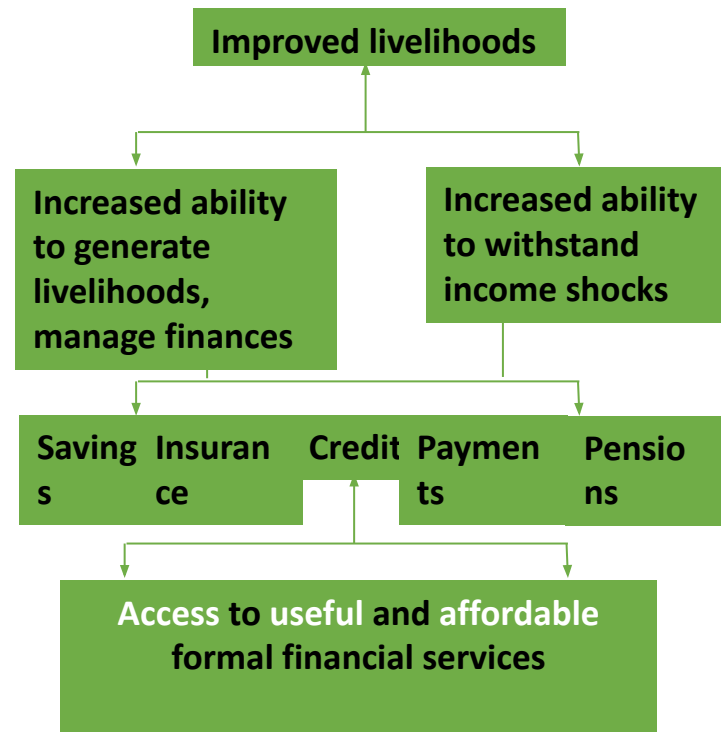 Improved livelihoods
Increased ability
to generate
livelihoods,
manage finances
Increased ability
to withstand
income shocks
Saving
s
Insuran
ce
Credit
Paymen
ts
Pensio
ns
Access to useful and affordable
formal financial services